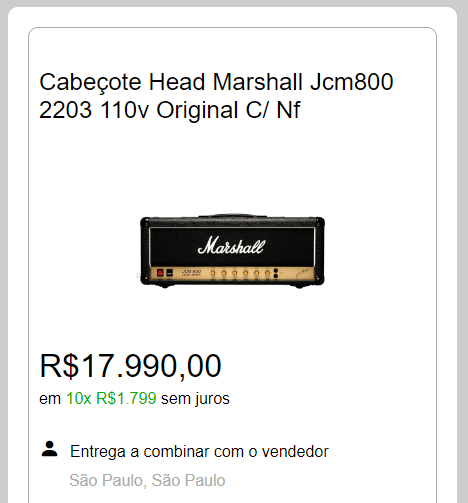 Cabeçote Head Marshall Jcm800
2203 110v Original C/ Nf
Marshall
JCM 800
R$17.990,00
em 10x R$1.799 sem juros
Entrega a combinar com o vendedor
São Paulo, São Paulo